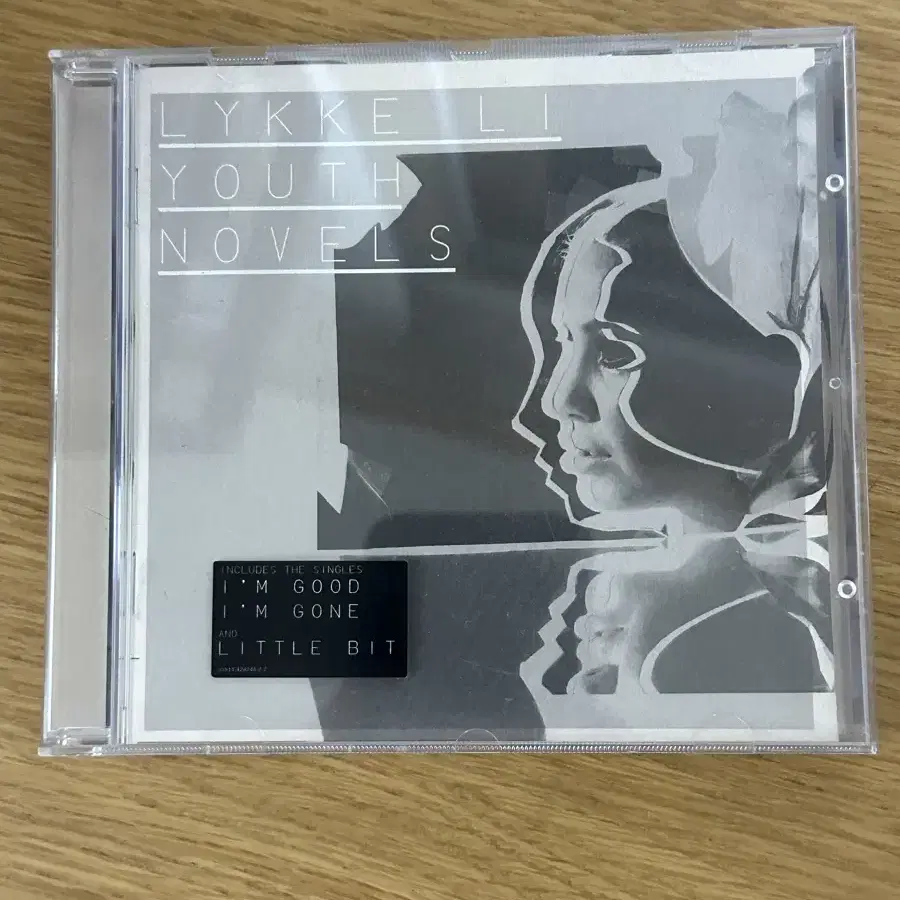 LYKKE LI
YOUTH
NOVELS
INCLUDES THE SINGLES
I'M GOOD
I'M GONE
AND
LITTLE BIT